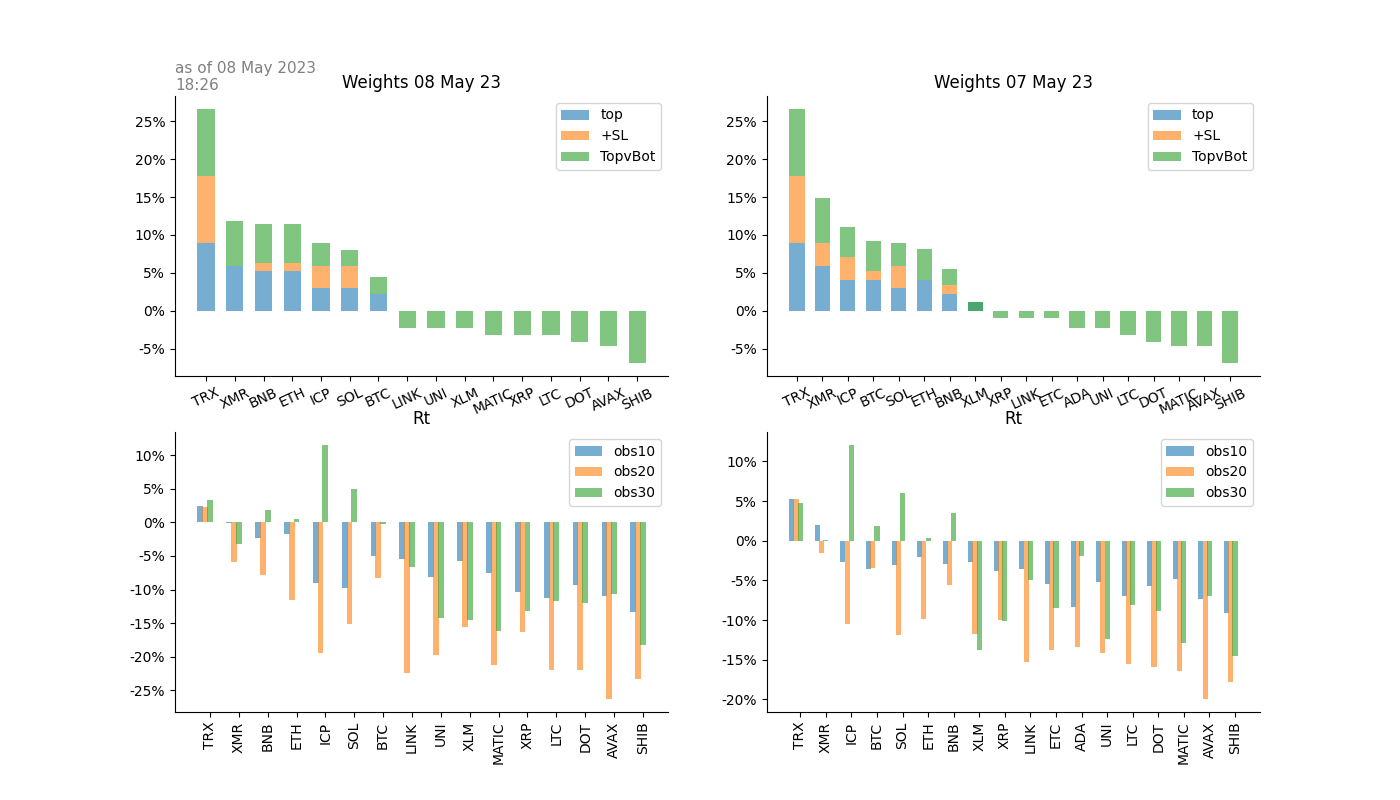 as of 08 May 2023
18:26
Weights 08 May 23
25%
20%
15%
10%
5%
0%
-5%
top
+SL
TopvBot
TRX XMR BNB ETH ICP SOL BTC LINK UNI XLM MATIC XRP LTC DOT AVAX SHIB
Weights 07 May 23
25%
20%
15%
10%
5%
0%
-5%
top
+SL
TopvBot
TRX XMR ICP BTC SOL ETH BNB XLM XRP LINK ETC ADA UNI LTC DOT MATIC AVAX SHIB
Rt
10%
5%
0%
-5%
-10%
-15%
-20%
-25%
obs10
obs20
obs30
TRX XMR BNB ETH ICP SOL BTC LINK UNI XLM MATIC XRP LTC DOT AVAX SHIB
Rt
10%
5%
0%
-5%
-10%
-15%
-20%
obs10
obs20
obs30
TRX XMR ICP BTC SOL ETH BNB XLM XRP LINK ETC ADA UNI LTC DOT MATIC AVAX SHIB